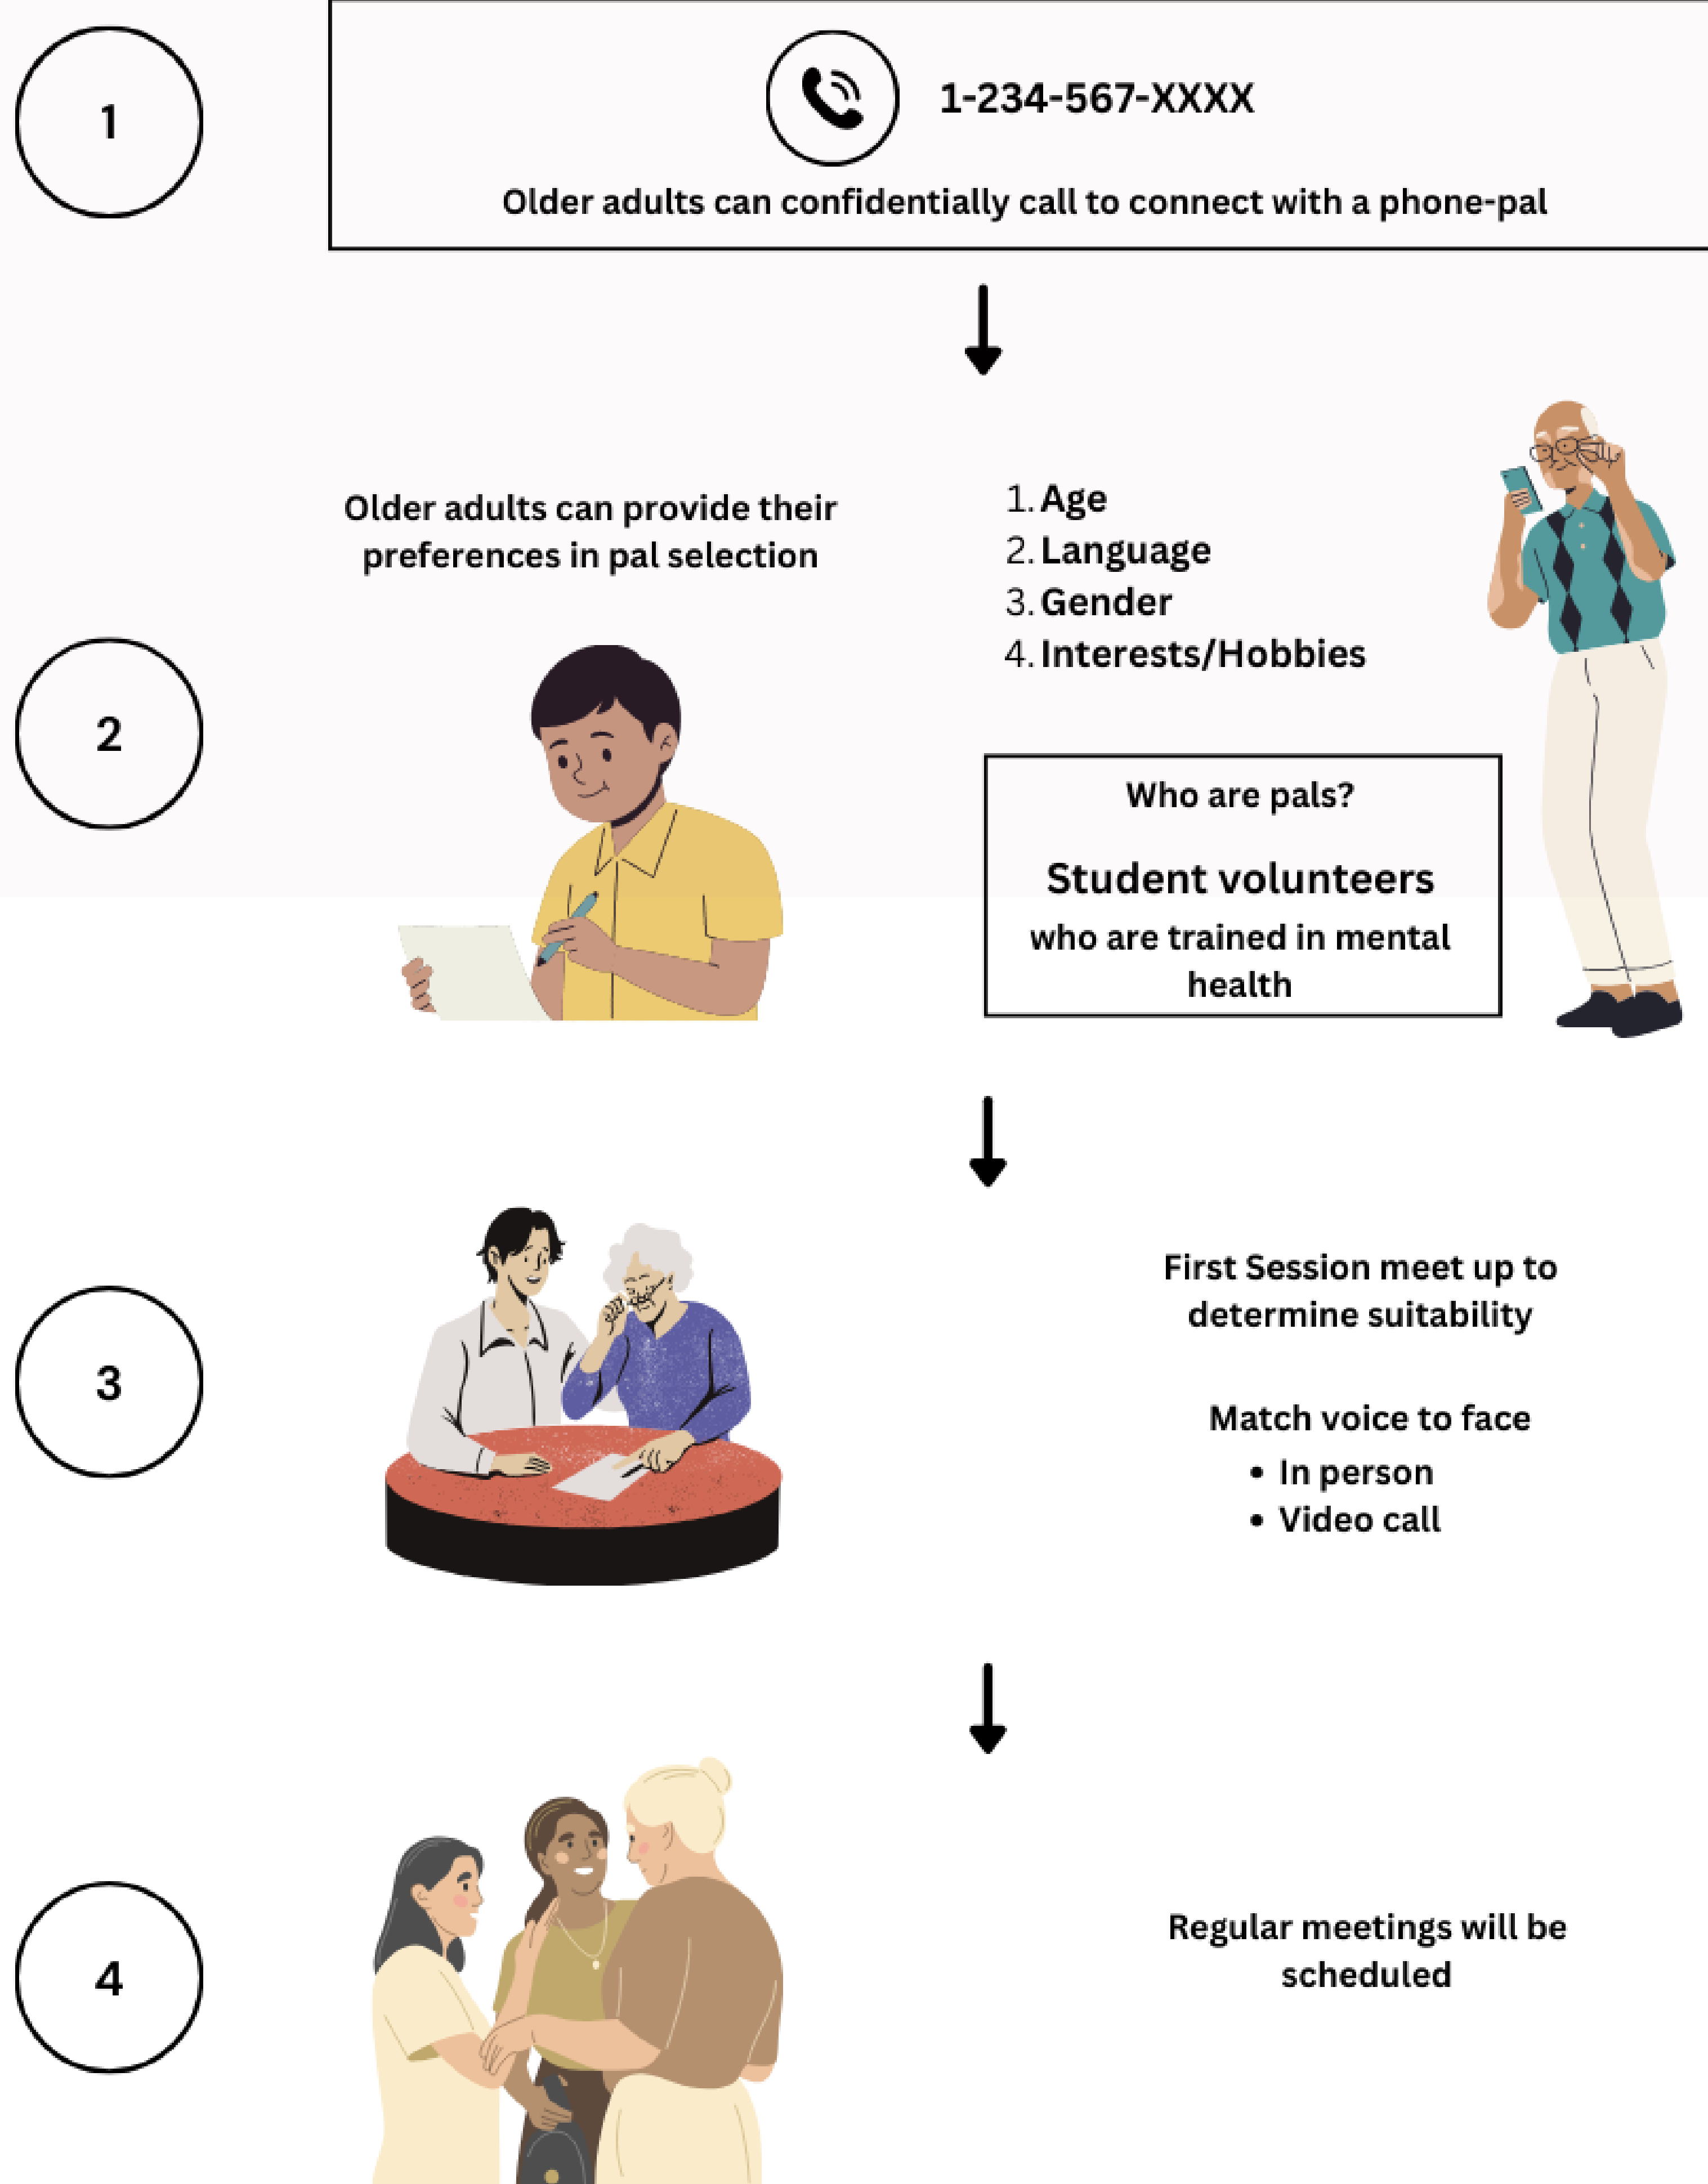 1
1-234-567-XXXX
Older adults can confidentially call to connect with a phone-pal
2
Older adults can provide their
preferences in pal selection
1. Age
2. Language
3. Gender
4. Interests/Hobbies
Who are pals?
Student volunteers
who are trained in mental
health
3
First Session meet up to
determine suitability
Match voice to face
• In person
• Video call
4
Regular meetings will be
scheduled